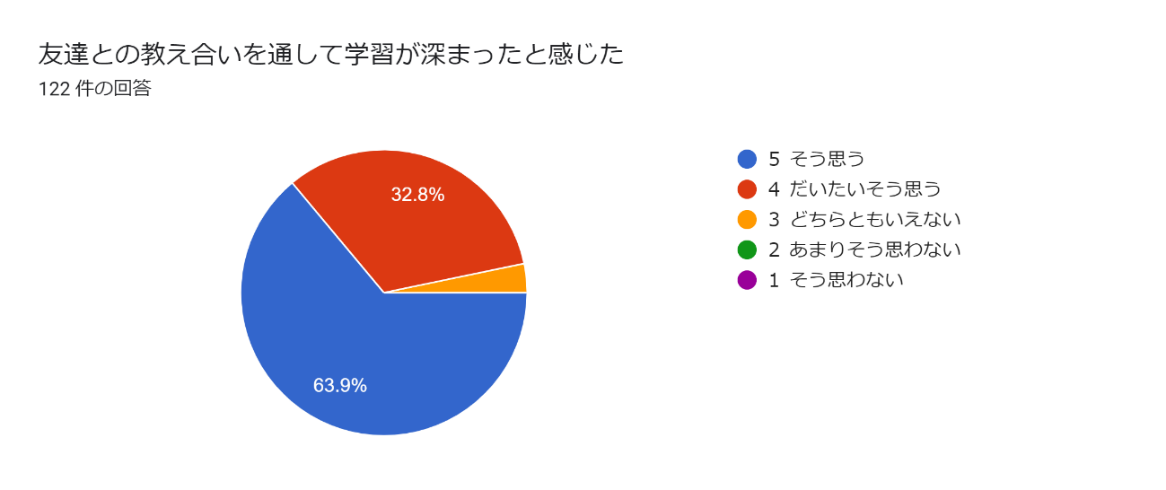 友達との教え合いを通して学習が深まったと感じた
122 件の回答
32.8%
63.9%
5 そう思う
4 だいたいそう思う
3 どちらともいえない
2 あまりそう思わない
1 そう思わない